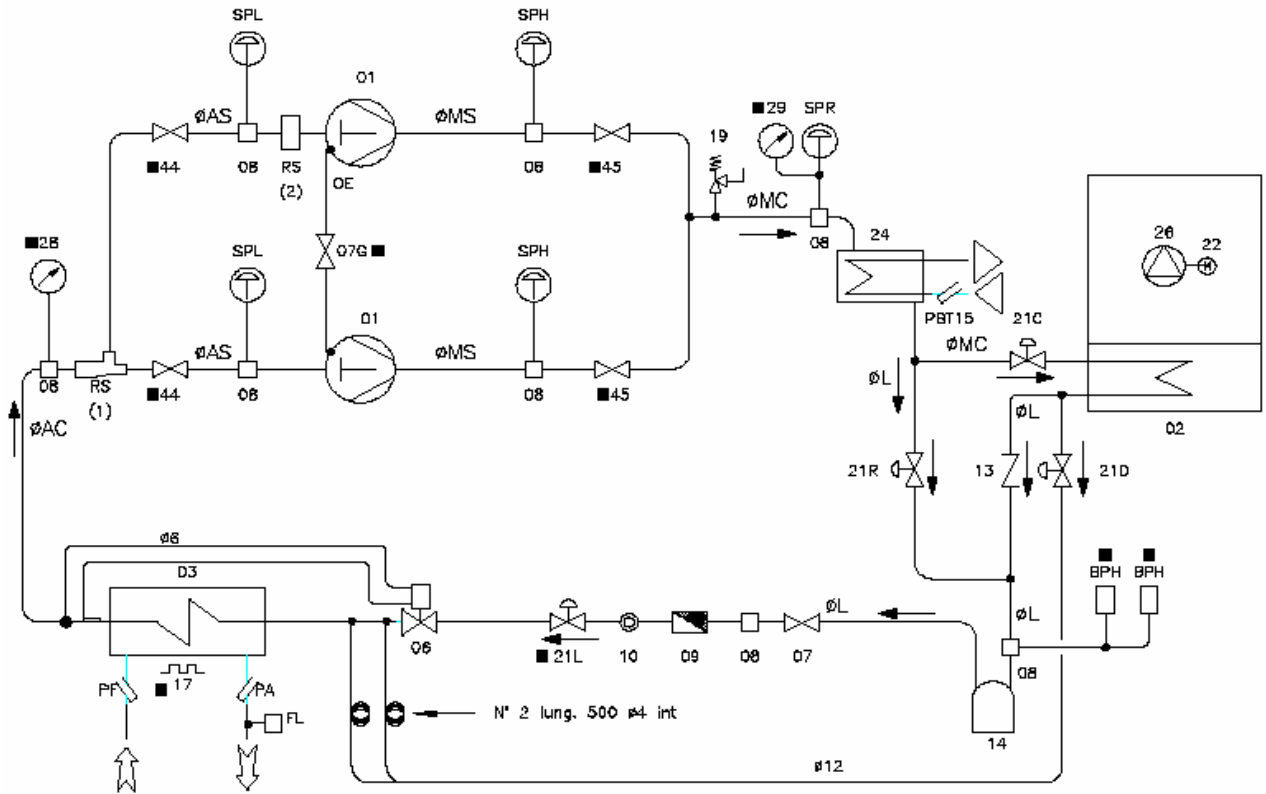 SPL
SPH
01
■29
SPR
19
ØAS
ØMS
■44
08
RS
(2)
0E
08
■45
ØMC
08
24
26
22
M
■28
SPL
07G■
SPH
01
PBT15
21C
ØMC
ØAS
ØMS
08
RS
(1)
■44
08
08
■45
ØL
ØL
02
ØAC
21R
13
21D
Ø6
D3
BPH
BPH
ØL
ØL
06
■21L
10
09
08
07
08
PF
■17
PA
FL
N° 2 lung. 500 ø4 int
14
Ø12